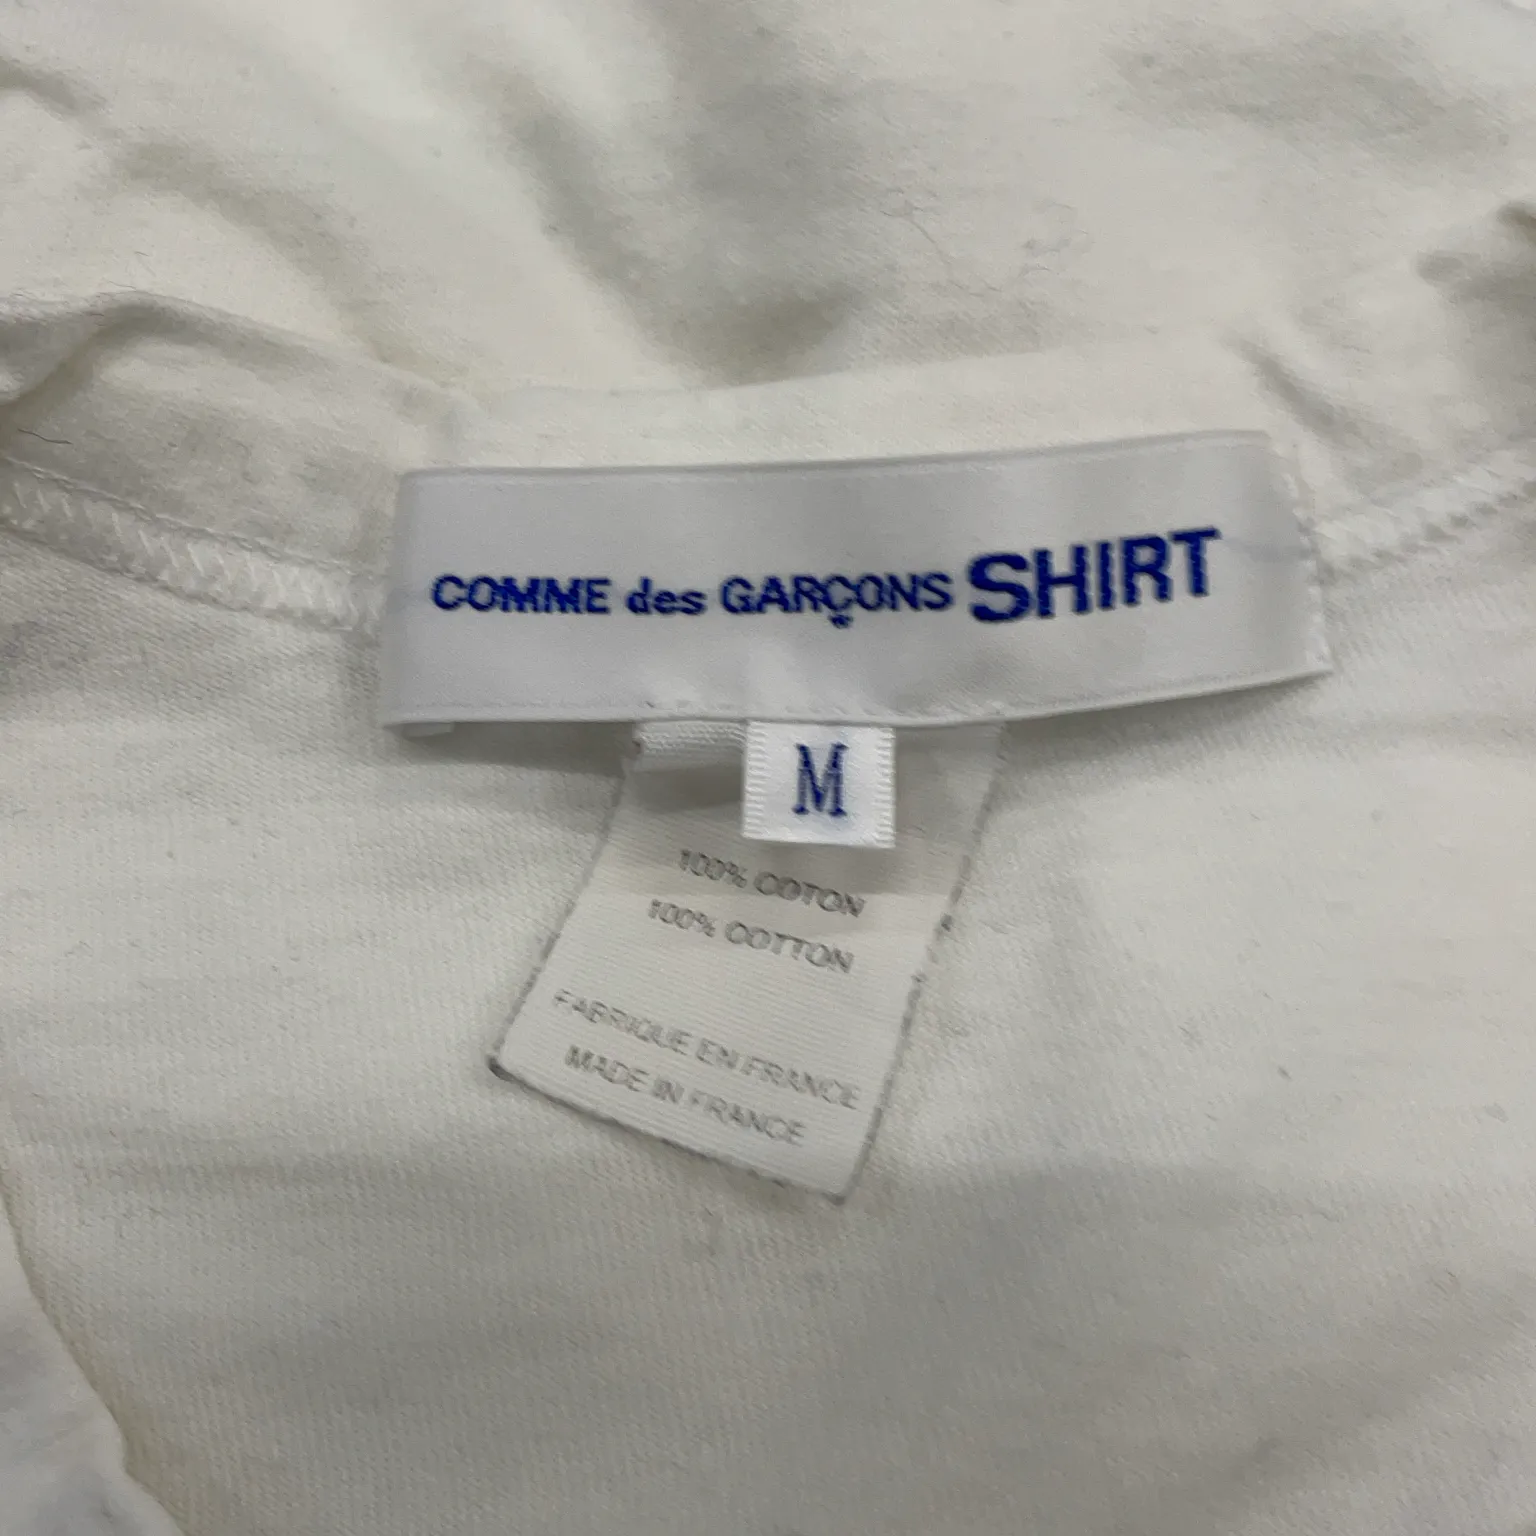 COMME des GARÇONS SHIRT
M
100% COTON
100% COTTON
FABRIQUE EN FRANCE
MADE IN FRANCE